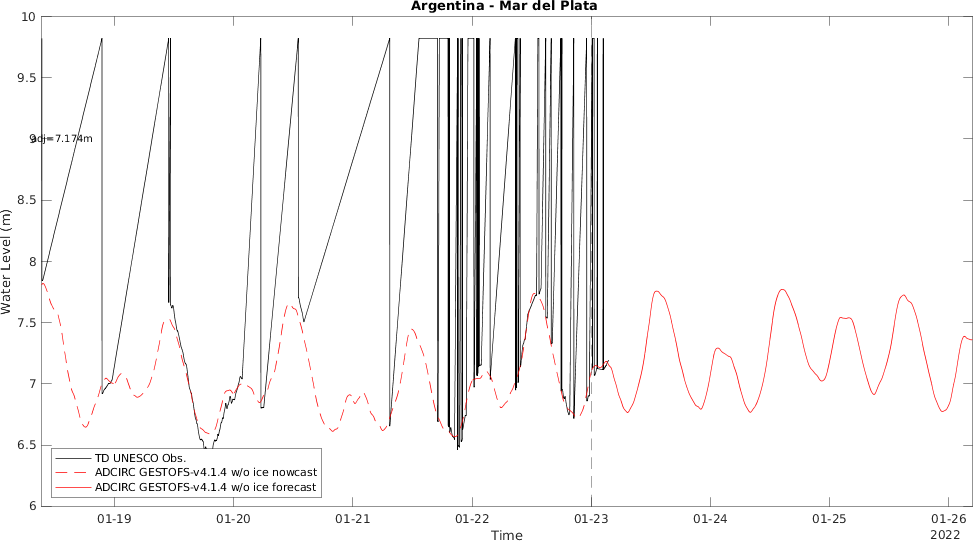 Argentina - Mar del Plata
10
9.5
9
adj=7.174m
8.5
8
7.5
7
6.5
6
Water Level (m)
TD UNESCO Obs.
ADCIRC GESTOFS-v4.1.4 w/o ice nowcast
ADCIRC GESTOFS-v4.1.4 w/o ice forecast
01-19 01-20 01-21 01-22 01-23 01-24 01-25 01-26
Time
2022